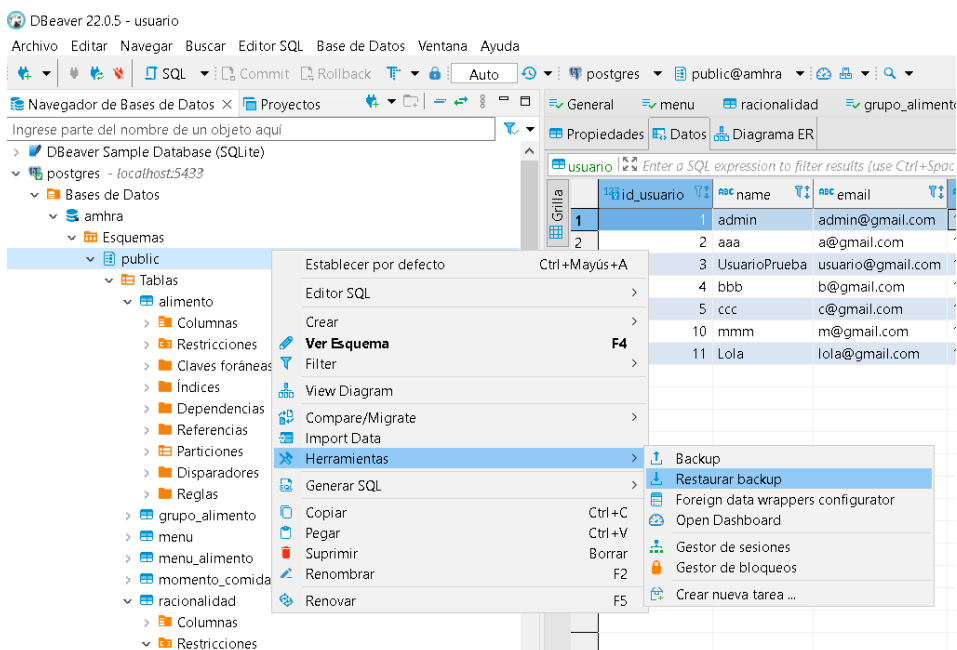 DBeaver 22.0.5 - usuario
Archivo Editar Navegar Buscar Editor SQL Base de Datos Ventana Ayuda
SQL Commit Rollback Auto postgres public@amhra
Navegador de Bases de Datos Proyectos
Ingrese parte del nombre de un objeto aquí
DBeaver Sample Database (SQLite)
postgres - localhost:5433
Bases de Datos
amhra
Esquemas
public
Tablas
alimento
Columnas
Restricciones
Claves foráneas
Índices
Dependencias
Referencias
Particiones
Disparadores
Reglas
grupo_alimento
menu
menu_alimento
momento_comida
racionalidad
Columnas
Restricciones
General menu racionalidad grupo_aliment
Propiedades Datos Diagrama ER
usuario Enter a SQL expression to filter results (use Ctrl+Spac
Grilla
123 id_usuario ABC name ABC email
1 1 admin admin@gmail.com
2 2 aaa a@gmail.com
3 UsuarioPrueba usuario@gmail.com
4 bbb b@gmail.com
5 ccc c@gmail.com
10 mmm m@gmail.com
11 Lola lola@gmail.com
Establecer por defecto Ctrl+Mayús+A
Editor SQL
Crear
Ver Esquema F4
Filter
View Diagram
Compare/Migrate
Import Data
Herramientas
Generar SQL
Copiar Ctrl+C
Pegar Ctrl+V
Suprimir Borrar
Renombrar F2
Renovar F5
Backup
Restaurar backup
Foreign data wrappers configurator
Open Dashboard
Gestor de sesiones
Gestor de bloqueos
Crear nueva tarea ...